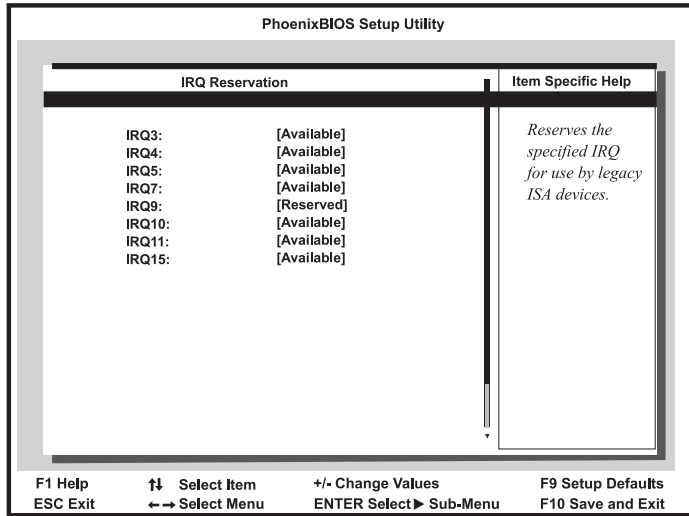 PhoenixBIOS Setup Utility
IRQ Reservation
Item Specific Help
IRQ3: [Available]
IRQ4: [Available]
IRQ5: [Available]
IRQ7: [Available]
IRQ9: [Reserved]
IRQ10: [Available]
IRQ11: [Available]
IRQ15: [Available]
Reserves the
specified IRQ
for use by legacy
ISA devices.
F1 Help ↑↓ Select Item +/- Change Values F9 Setup Defaults
ESC Exit ←→ Select Menu ENTER Select ▶ Sub-Menu F10 Save and Exit